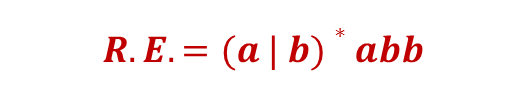 R. E. = (a | b) * abb